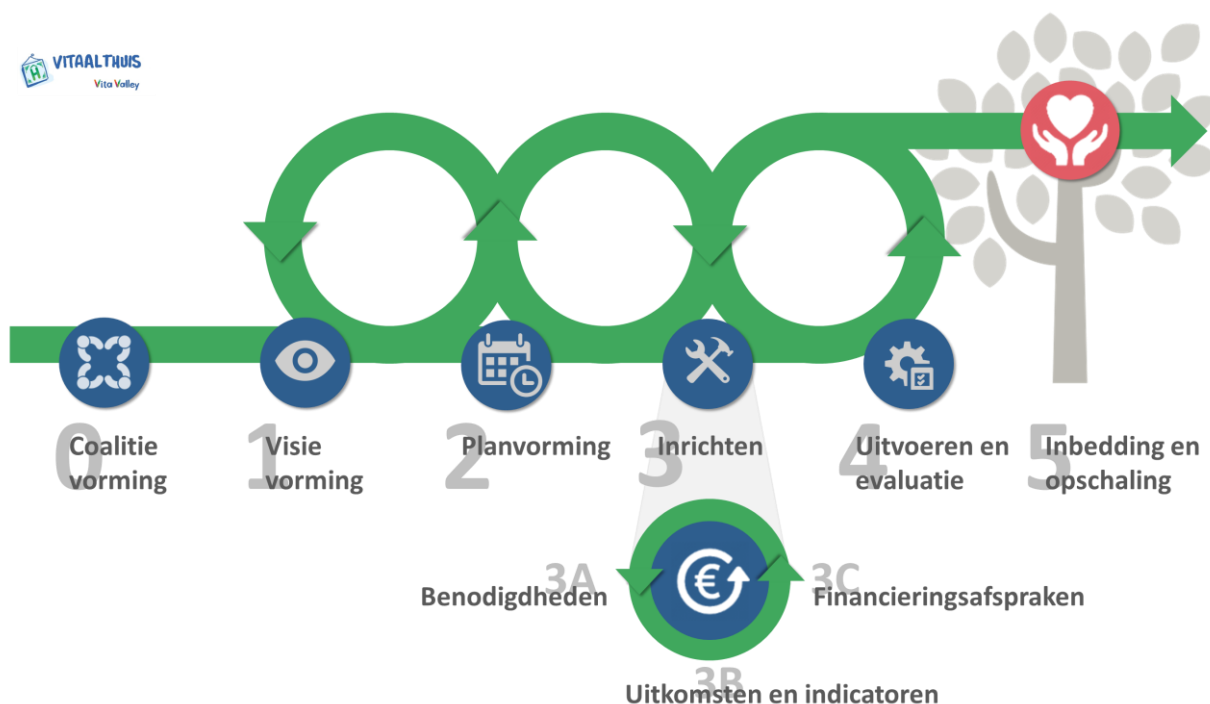 VITAALTHUIS
Vita Valley
0
Coalitie
vorming
1
Visie
vorming
2
Planvorming
3
Inrichten
4
Uitvoeren en
evaluatie
5
Inbedding en
opschaling
3A
Benodigdheden
€
3C
Financieringsafspraken
3B
Uitkomsten en indicatoren